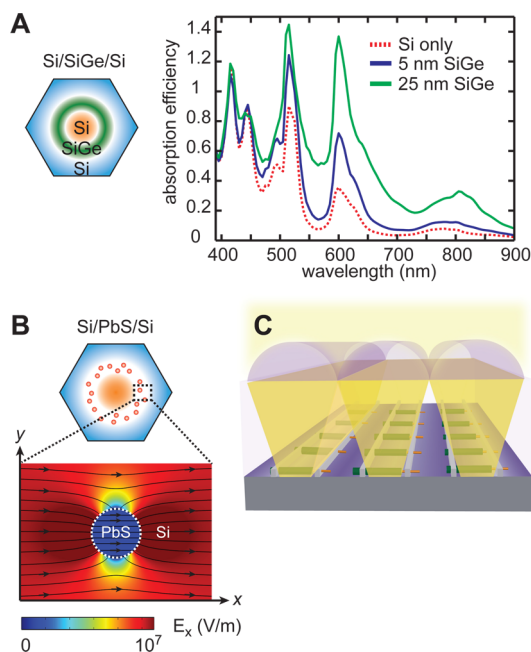 A
Si/SiGe/Si
Si
SiGe
Si
absorption efficiency
1.4
1.2
1
0.8
0.6
0.4
0.2
0
Si only
5 nm SiGe
25 nm SiGe
400 500 600 700 800 900
wavelength (nm)
B
Si/PbS/Si
y
PbS
Si
x
0
10⁷
Eₓ (V/m)
C